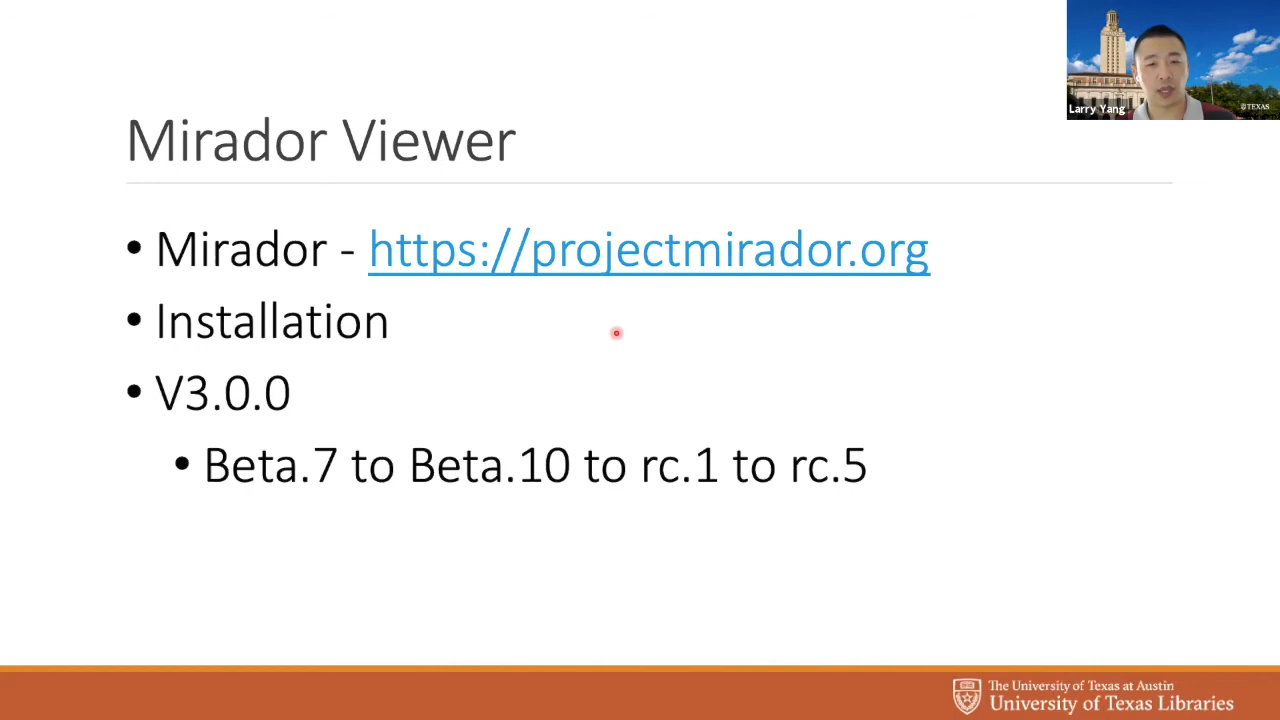 Larry Yang
@TEXAS
Mirador Viewer
• Mirador - https://projectmirador.org
• Installation
• V3.0.0
• Beta.7 to Beta.10 to rc.1 to rc.5
The University of Texas at Austin
University of Texas Libraries